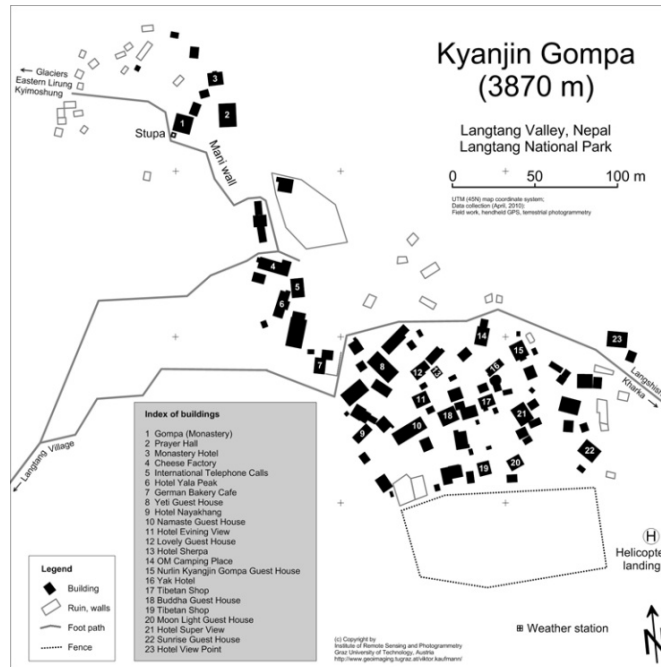 Kyanjin Gompa
(3870 m)
Langtang Valley, Nepal
Langtang National Park
0 50 100 m
UTM (45N) map coordinate system;
Data collection (April, 2010):
Field work, handheld GPS, terrestrial photogrammetry
Glaciers
Eastern Lirung
Kyimoshung
Stupa
Mani wall
1
2
3
4
5
6
7
8
9
10
11
12
13
14
15
16
17
18
19
20
21
22
23
Langshis
Kharka
Langtang Village
Index of buildings
1 Gompa (Monastery)
2 Prayer Hall
3 Monastery Hotel
4 Cheese Factory
5 International Telephone Calls
6 Hotel Yala Peak
7 German Bakery Cafe
8 Yeti Guest House
9 Hotel Nayakhang
10 Namaste Guest House
11 Hotel Evining View
12 Lovely Guest House
13 Hotel Sherpa
14 OM Camping Place
15 Nurlin Kyangjin Gompa Guest House
16 Yak Hotel
17 Tibetan Shop
18 Buddha Guest House
19 Tibetan Shop
20 Moon Light Guest House
21 Hotel Super View
22 Sunrise Guest House
23 Hotel View Point
Legend
Building
Ruin, walls
Foot path
Fence
H
Helicopte
landing
Weather station
N
(c) Copyright by
Institute of Remote Sensing and Photogrammetry
Graz University of Technology, Austria
http://www.geoimaging.tugraz.at/viktor.kaufmann/